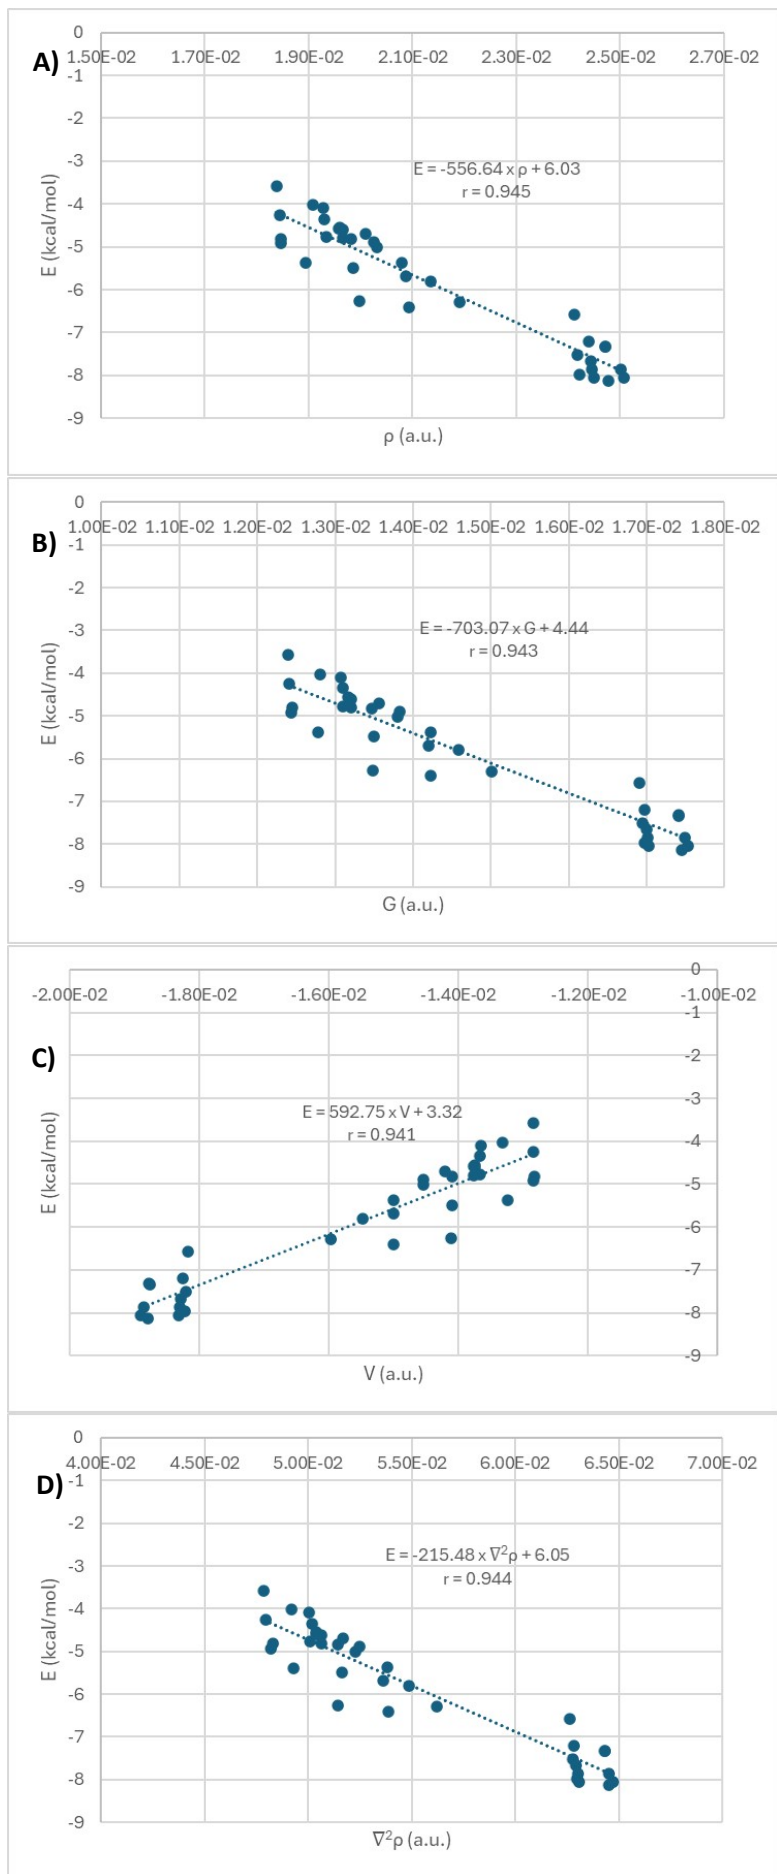 0
1.50E-02 1.70E-02 1.90E-02 2.10E-02 2.30E-02 2.50E-02 2.70E-02
A)
-1
-2
-3
E = -556.64 x ρ + 6.03
r = 0.945
-4
-5
-6
-7
-8
-9
E (kcal/mol)
ρ (a.u.)
0
1.00E-02 1.10E-02 1.20E-02 1.30E-02 1.40E-02 1.50E-02 1.60E-02 1.70E-02 1.80E-02
B)
-1
-2
-3
E = -703.07 x G + 4.44
r = 0.943
-4
-5
-6
-7
-8
-9
E (kcal/mol)
G (a.u.)
0
-2.00E-02 -1.80E-02 -1.60E-02 -1.40E-02 -1.20E-02 -1.00E-02
-1
C)
-2
-3
E = 592.75 x V + 3.32
r = 0.941
-4
-5
-6
-7
-8
-9
E (kcal/mol)
V (a.u.)
0
4.00E-02 4.50E-02 5.00E-02 5.50E-02 6.00E-02 6.50E-02 7.00E-02
D)
-1
-2
-3
E = -215.48 x ∇²ρ + 6.05
r = 0.944
-4
-5
-6
-7
-8
-9
E (kcal/mol)
∇²ρ (a.u.)